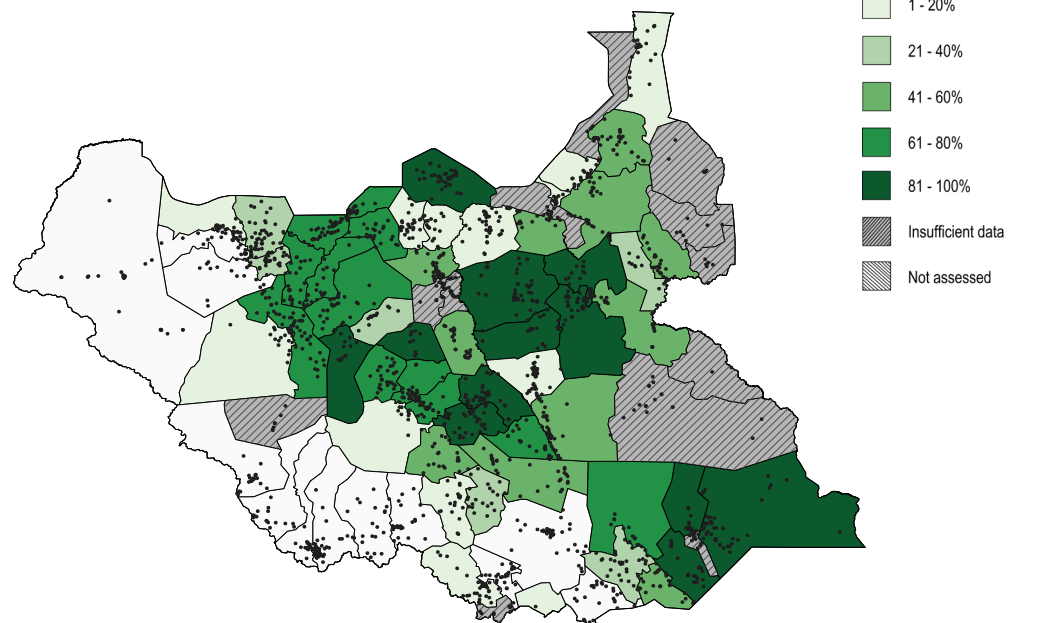 1 - 20%
21 - 40%
41 - 60%
61 - 80%
81 - 100%
Insufficient data
Not assessed